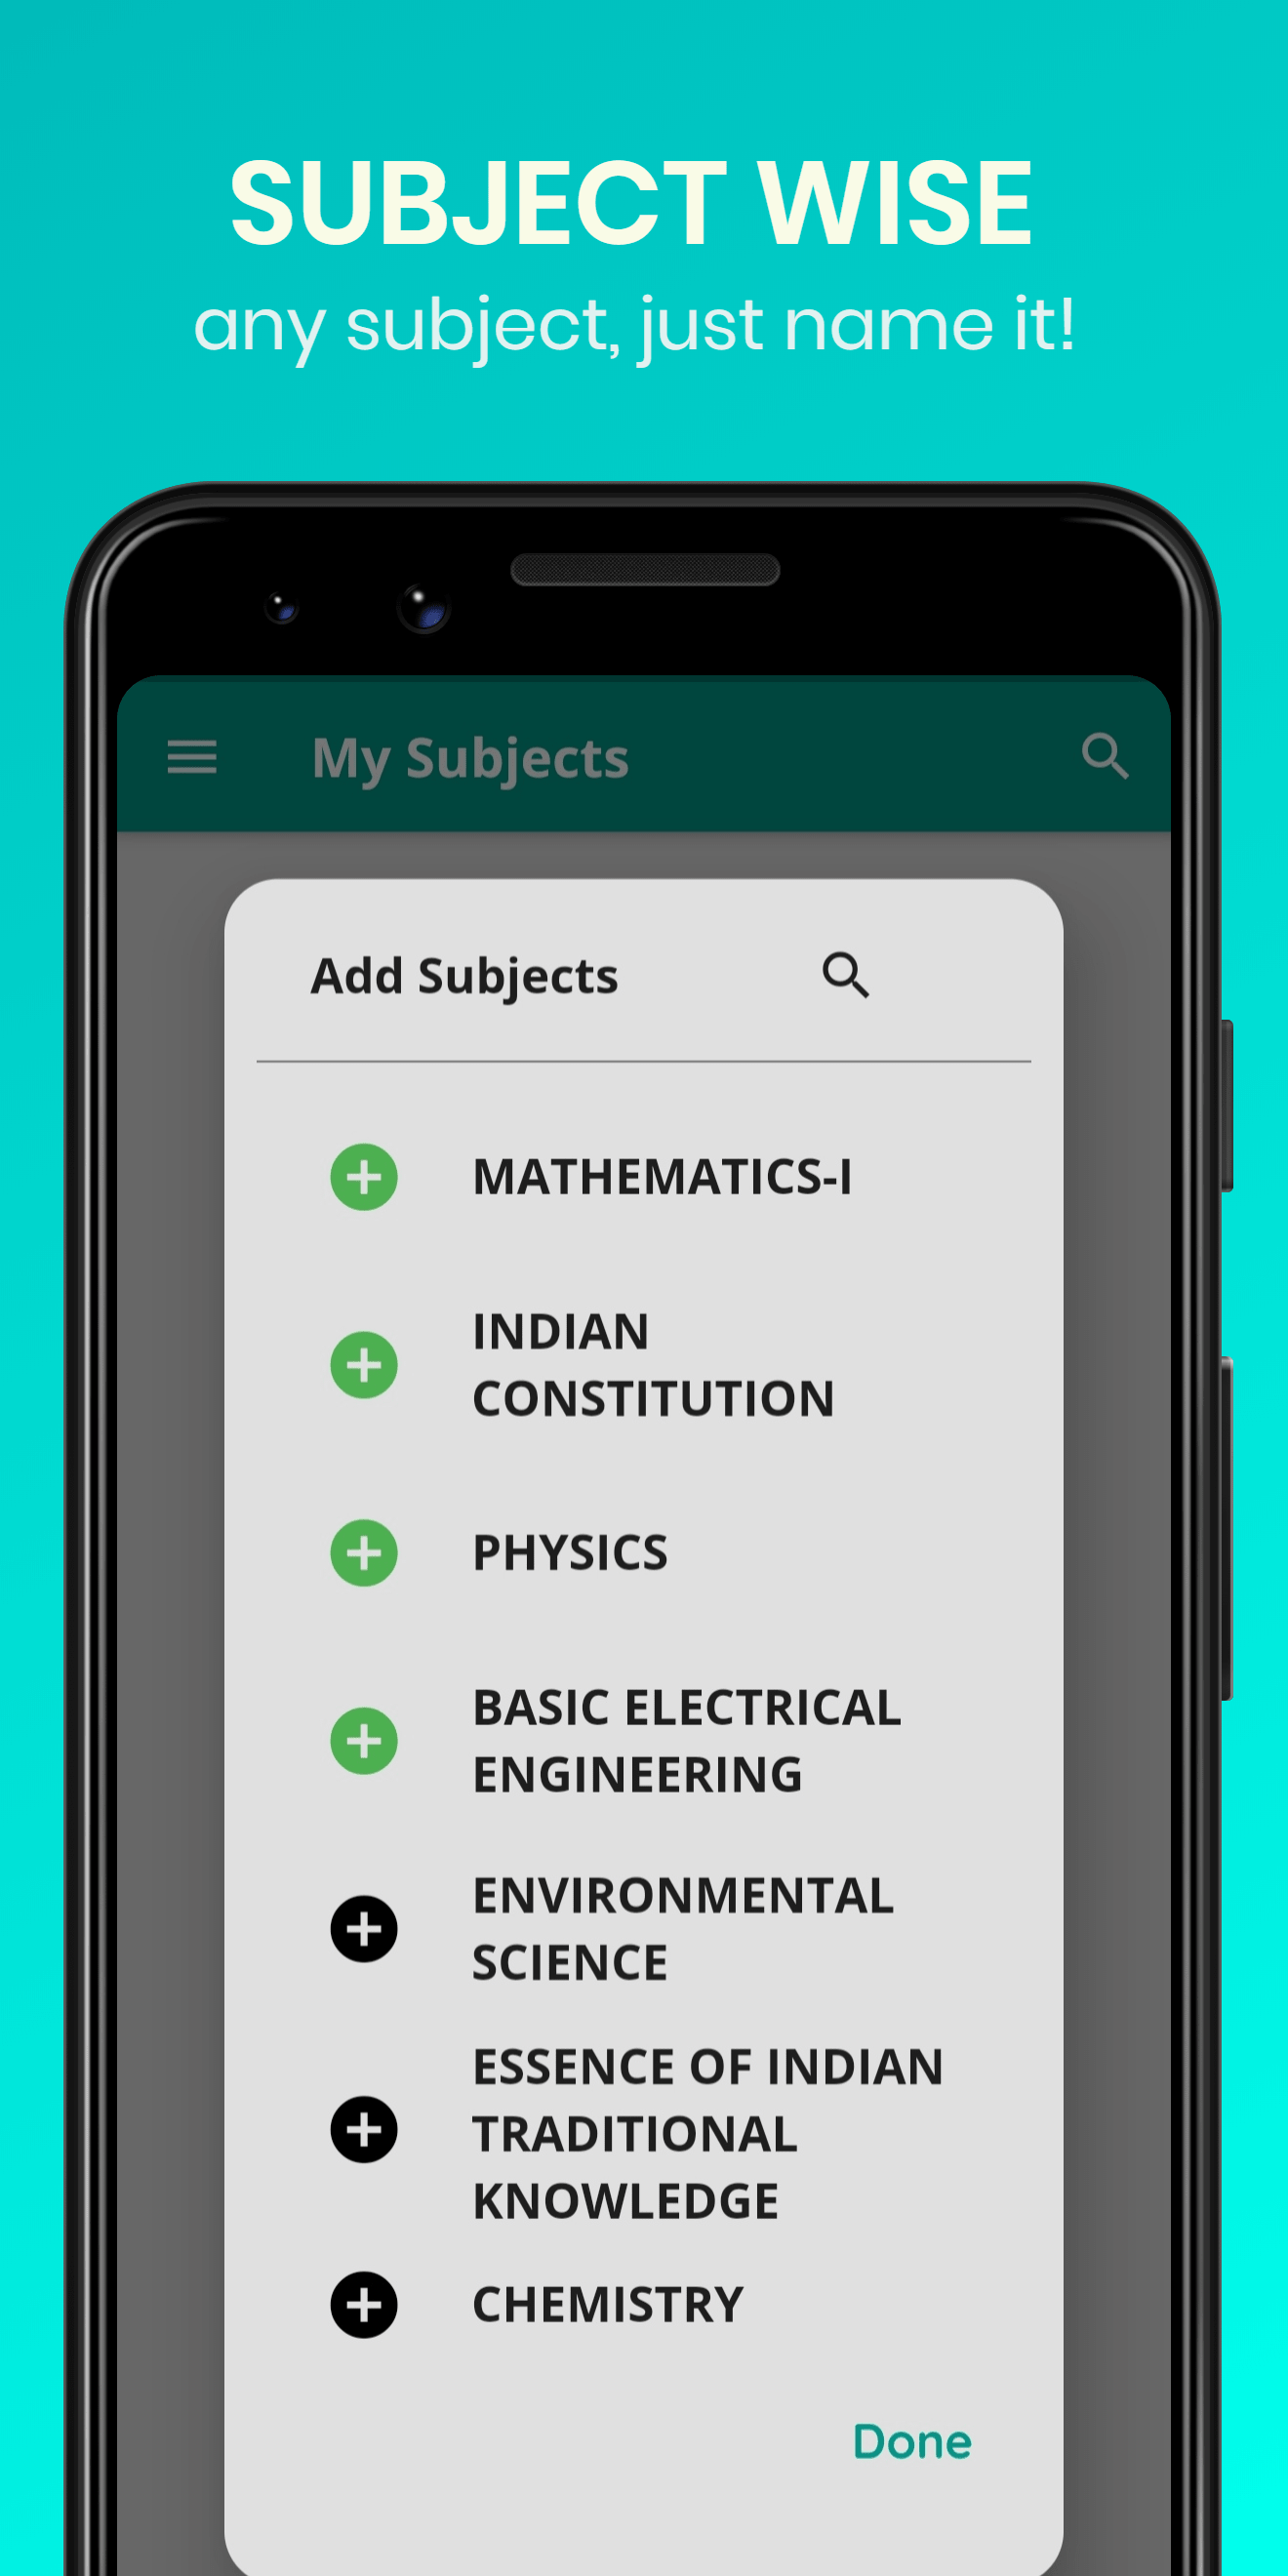 SUBJECT WISE
any subject, just name it!
My Subjects
Add Subjects
MATHEMATICS-I
INDIAN
CONSTITUTION
PHYSICS
BASIC ELECTRICAL
ENGINEERING
ENVIRONMENTAL
SCIENCE
ESSENCE OF INDIAN
TRADITIONAL
KNOWLEDGE
CHEMISTRY
Done